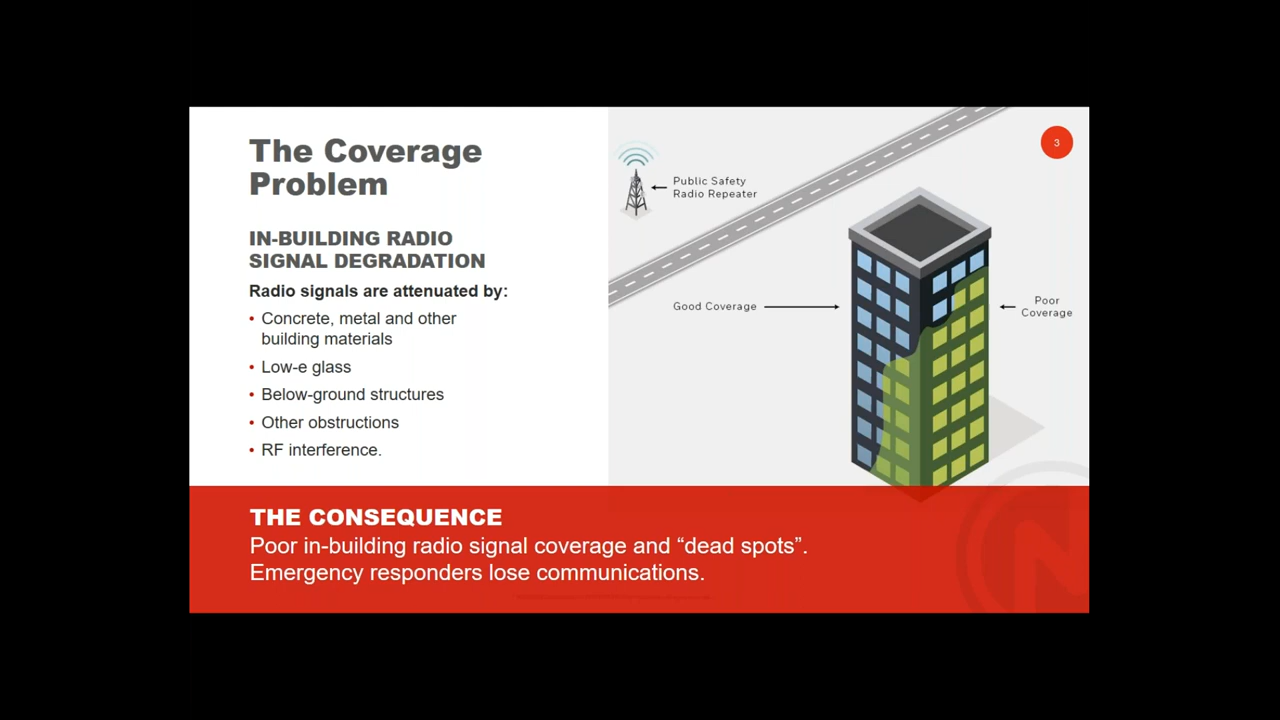 The Coverage
Problem
IN-BUILDING RADIO
SIGNAL DEGRADATION
Radio signals are attenuated by:
• Concrete, metal and other
building materials
• Low-e glass
• Below-ground structures
• Other obstructions
• RF interference.
Public Safety
Radio Repeater
3
Good Coverage
Poor
Coverage
THE CONSEQUENCE
Poor in-building radio signal coverage and “dead spots”.
Emergency responders lose communications.
N